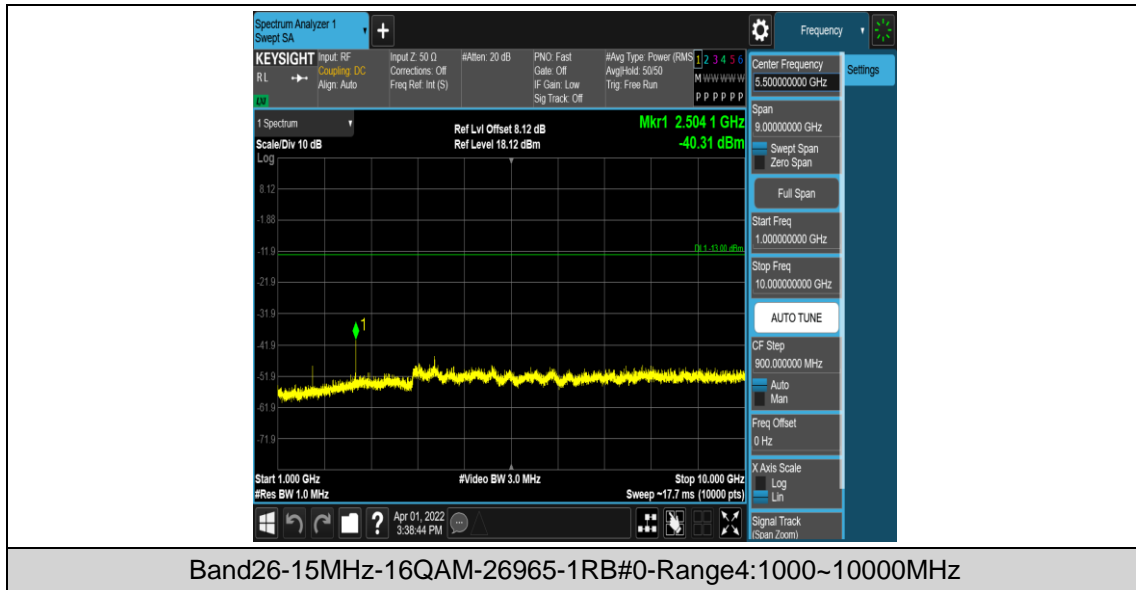 Spectrum Analyzer 1
Swept SA
+
Frequency
KEYSIGHT
RL
Input: RF
Coupling: DC
Align: Auto
Input Z: 50 Ω
Corrections: Off
Freq Ref: Int (S)
#Atten: 20 dB
PNO: Fast
Gate: Off
IF Gain: Low
Sig Track: Off
#Avg Type: Power (RMS
Avg|Hold: 50/50
Trig: Free Run
1 2 3 4 5 6
M W W W W W
P P P P P P
Center Frequency
5.500000000 GHz
Settings
Span
9.00000000 GHz
Swept Span
Zero Span
Full Span
Start Freq
1.000000000 GHz
Stop Freq
10.000000000 GHz
AUTO TUNE
CF Step
900.000000 MHz
Auto
Man
Freq Offset
0 Hz
X Axis Scale
Log
Lin
Signal Track
(Span Zoom)
1 Spectrum
Scale/Div 10 dB
Ref Lvl Offset 8.12 dB
Ref Level 18.12 dBm
Mkr1 2.504 1 GHz
-40.31 dBm
Log
8.12
-1.88
-11.9
DL1 -13.00 dBm
-21.9
-31.9
1
-41.9
-51.9
-61.9
-71.9
Start 1.000 GHz
#Video BW 3.0 MHz
Stop 10.000 GHz
#Res BW 1.0 MHz
Sweep ~17.7 ms (10000 pts)
?
Apr 01, 2022
3:38:44 PM
Band26-15MHz-16QAM-26965-1RB#0-Range4:1000~10000MHz